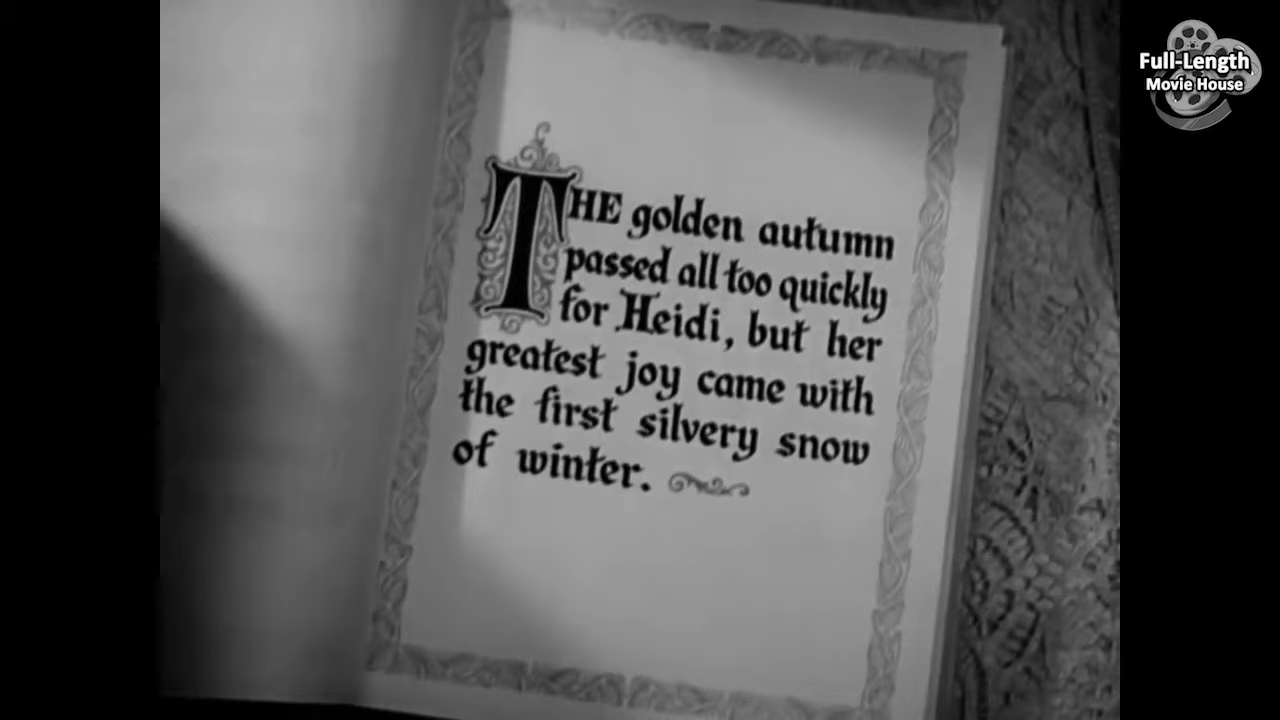 THE golden autumn
passed all too quickly
for Heidi, but her
greatest joy came with
the first silvery snow
of winter.
Full-Length
Movie House